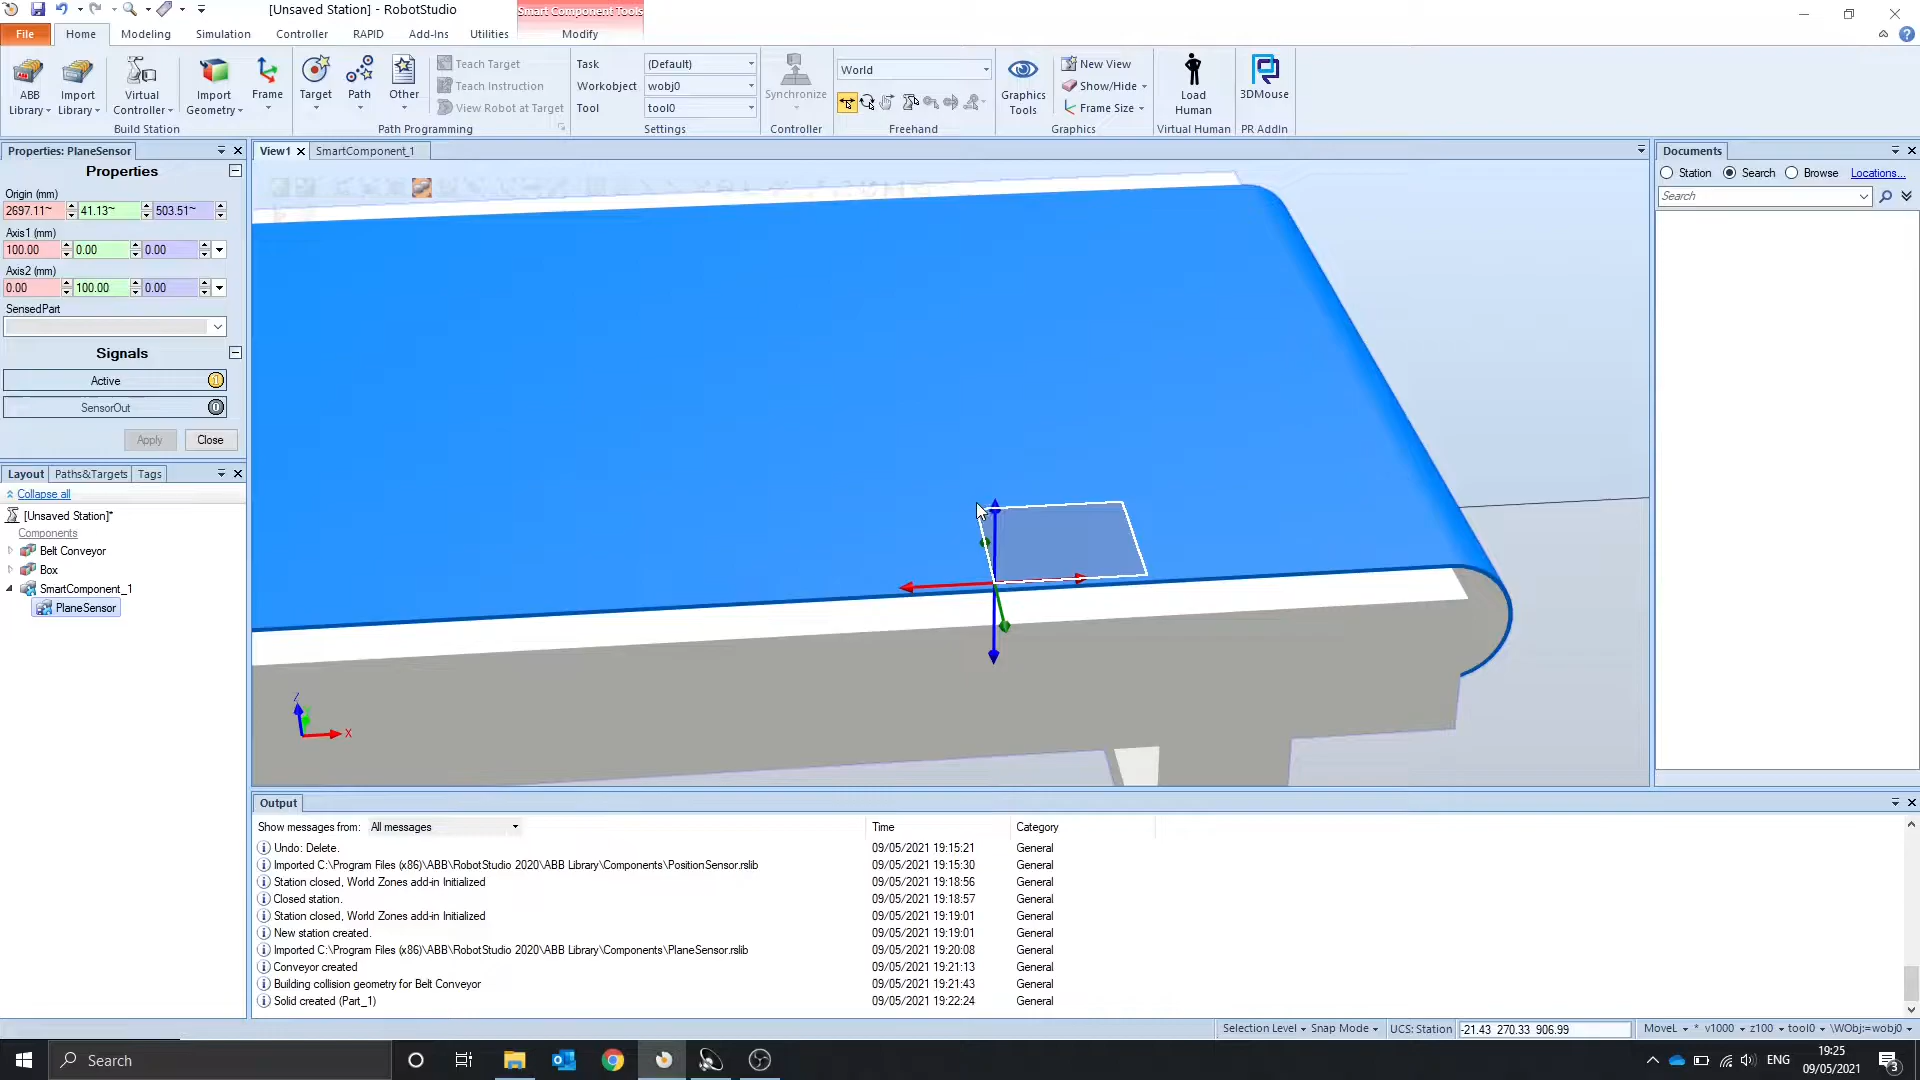 [Unsaved Station] - RobotStudio
Smart Component Tools
File
Home
Modeling
Simulation
Controller
RAPID
Add-Ins
Utilities
Modify
ABB Library
Import Library
Virtual Controller
Import Geometry
Frame
Build Station
Target
Path
Other
Teach Target
Teach Instruction
View Robot at Target
Path Programming
Task (Default)
Workobject wobj0
Tool tool0
Settings
Synchronize
Controller
World
Freehand
Graphics Tools
New View
Show/Hide
Frame Size
Graphics
Load Human
Virtual Human
3DMouse
PR AddIn
Properties: PlaneSensor
Properties
Origin (mm)
2697.11~ 41.13~ 503.51~
Axis1 (mm)
100.00 0.00 0.00
Axis2 (mm)
0.00 100.00 0.00
SensedPart
Signals
Active 1
SensorOut 0
Apply Close
Layout Paths&Targets Tags
Collapse all
[Unsaved Station]*
Components
Belt Conveyor
Box
SmartComponent_1
PlaneSensor
View1 SmartComponent_1
Z
X
Documents
Station Search Browse Locations...
Search
Output
Show messages from: All messages Time Category
Undo: Delete. 09/05/2021 19:15:21 General
Imported C:\Program Files (x86)\ABB\RobotStudio 2020\ABB Library\Components\PositionSensor.rslib 09/05/2021 19:15:30 General
Station closed, World Zones add-in Initialized 09/05/2021 19:18:56 General
Closed station. 09/05/2021 19:18:57 General
Station closed, World Zones add-in Initialized 09/05/2021 19:19:01 General
New station created. 09/05/2021 19:19:01 General
Imported C:\Program Files (x86)\ABB\RobotStudio 2020\ABB Library\Components\PlaneSensor.rslib 09/05/2021 19:20:08 General
Conveyor created 09/05/2021 19:21:13 General
Building collision geometry for Belt Conveyor 09/05/2021 19:21:43 General
Solid created (Part_1) 09/05/2021 19:22:24 General
Selection Level Snap Mode UCS: Station -21.43 270.33 906.99 MoveL * v1000 z100 tool0 \WObj:=wobj0
Search
ENG
19:25
09/05/2021
3